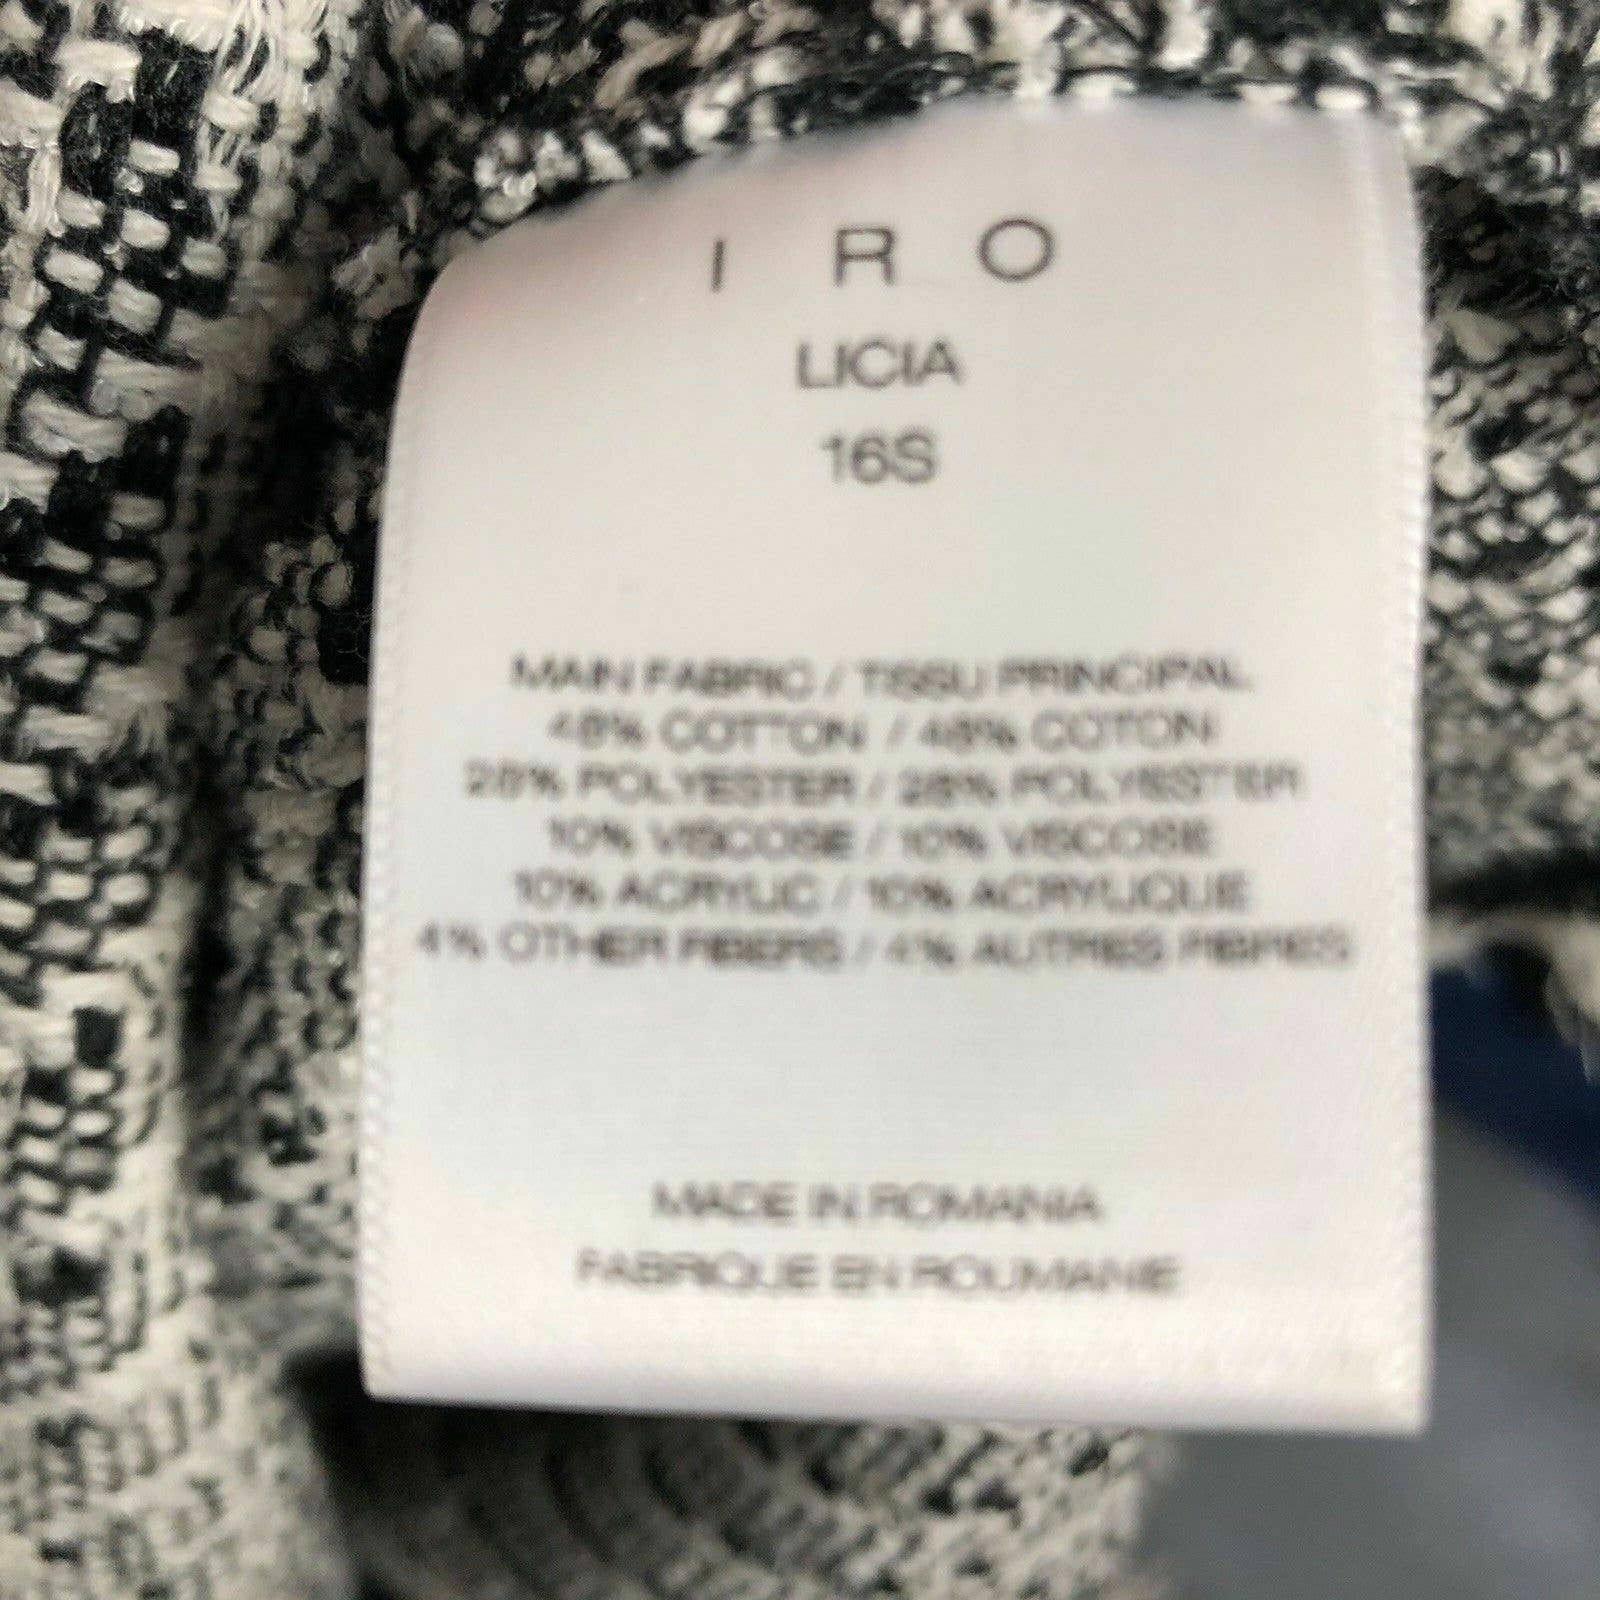 IRO
LICIA
16S
MAIN FABRIC / TISSU PRINCIPAL
48% COTTON / 48% COTON
28% POLYESTER / 28% POLYESTER
10% VISCOSE / 10% VISCOSE
10% ACRYLIC / 10% ACRYLIQUE
4% OTHER FIBERS / 4% AUTRES FIBRES
MADE IN ROMANIA
FABRIQUE EN ROUMANIE